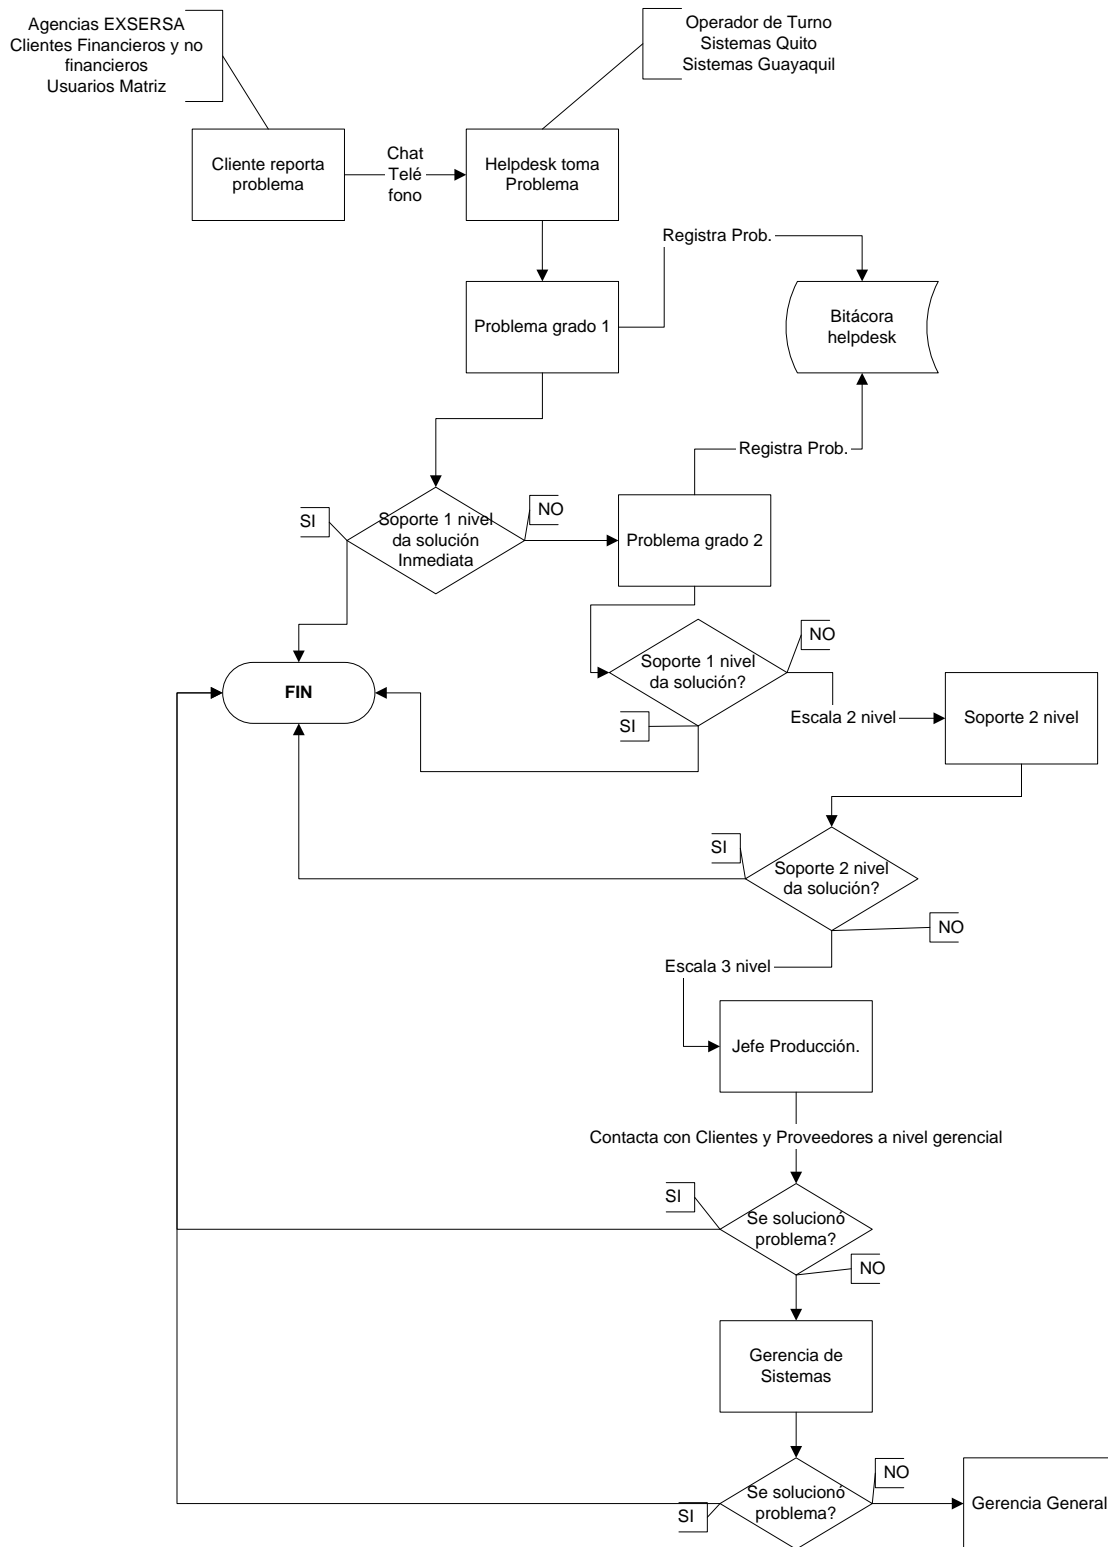 Agencias EXSERSA
Clientes Financieros y no
financieros
Usuarios Matriz
Operador de Turno
Sistemas Quito
Sistemas Guayaquil
Cliente reporta
problema
Chat
Telé
fono
Helpdesk toma
Problema
Registra Prob.
Problema grado 1
Bitácora
helpdesk
Registra Prob.
SI
Soporte 1 nivel
da solución
Inmediata
NO
Problema grado 2
NO
Soporte 1 nivel
da solución?
FIN
SI
Escala 2 nivel
Soporte 2 nivel
SI
Soporte 2 nivel
da solución?
NO
Escala 3 nivel
Jefe Producción.
Contacta con Clientes y Proveedores a nivel gerencial
SI
Se solucionó
problema?
NO
Gerencia de
Sistemas
NO
Se solucionó
problema?
SI
Gerencia General